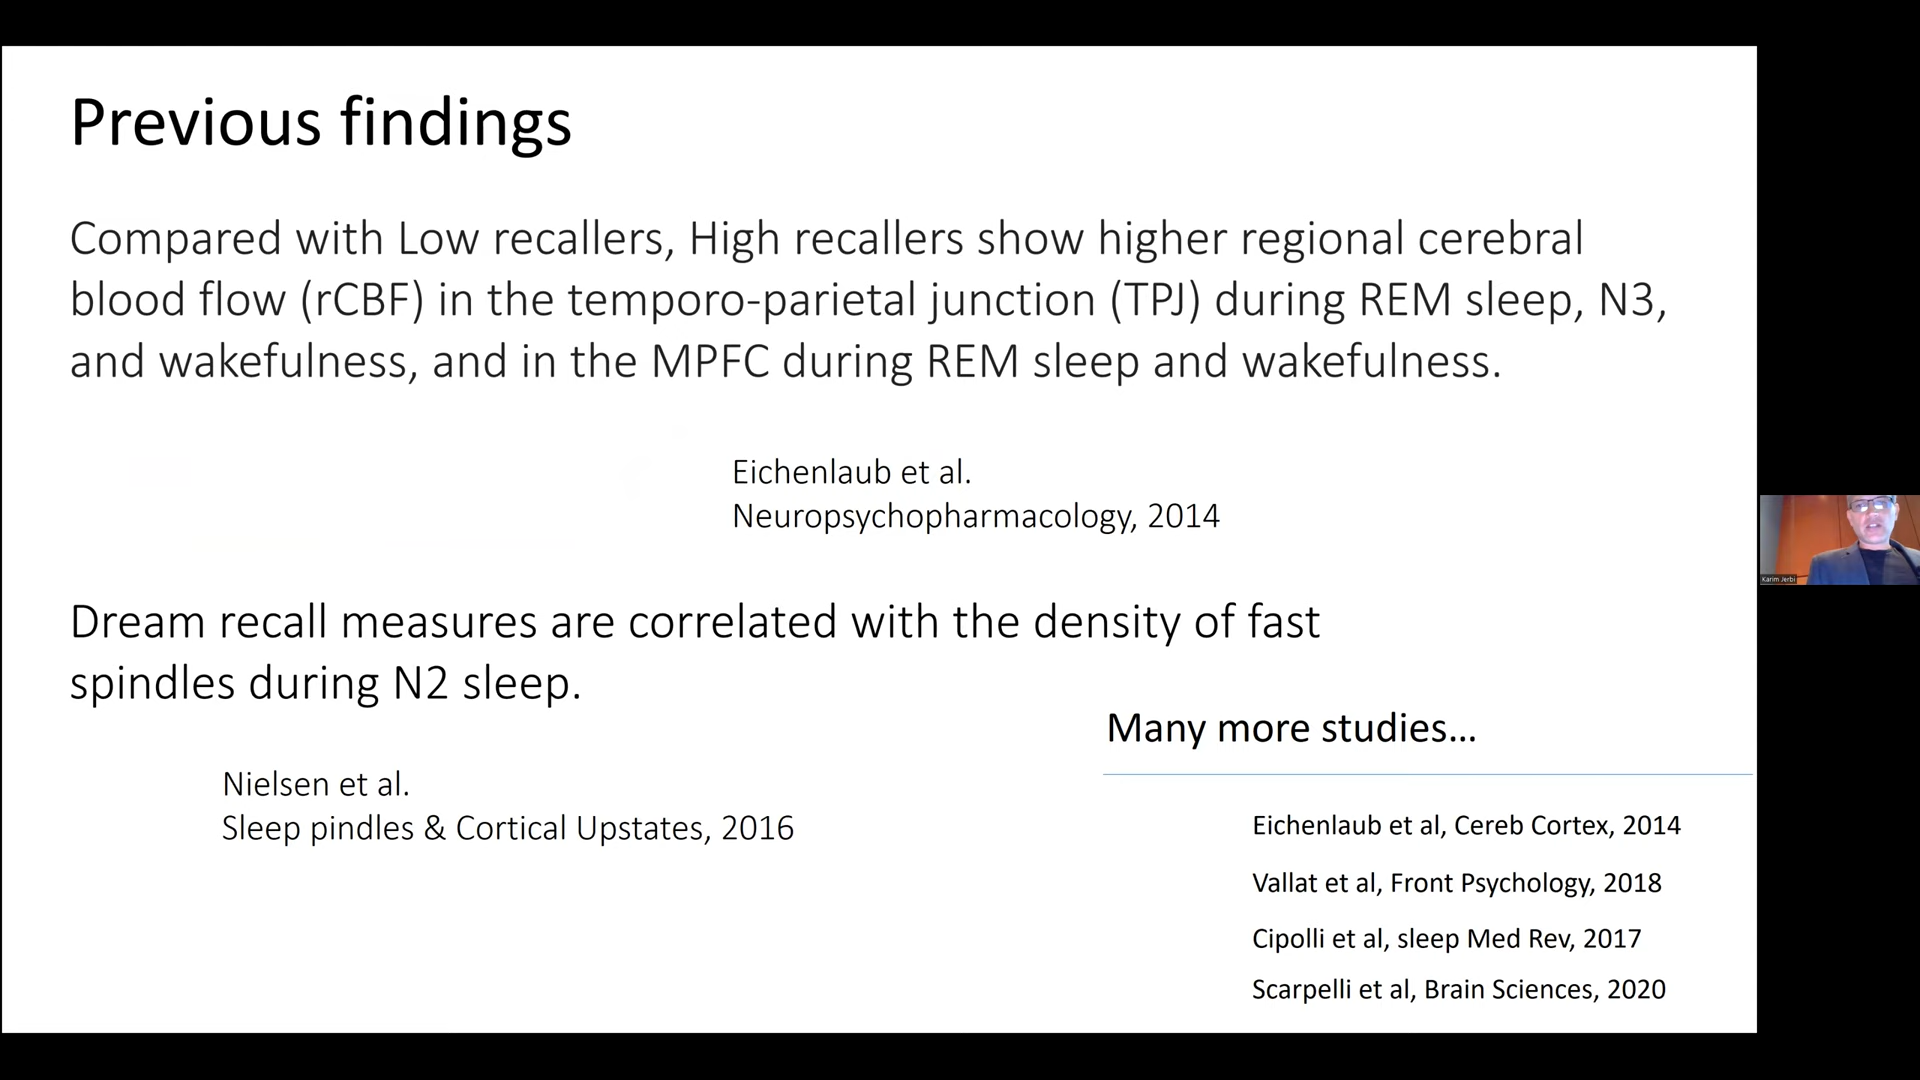 Previous findings
Compared with Low recallers, High recallers show higher regional cerebral
blood flow (rCBF) in the temporo-parietal junction (TPJ) during REM sleep, N3,
and wakefulness, and in the MPFC during REM sleep and wakefulness.
Eichenlaub et al.
Neuropsychopharmacology, 2014
Dream recall measures are correlated with the density of fast
spindles during N2 sleep.
Nielsen et al.
Sleep pindles & Cortical Upstates, 2016
Many more studies...
Eichenlaub et al, Cereb Cortex, 2014
Vallat et al, Front Psychology, 2018
Cipolli et al, sleep Med Rev, 2017
Scarpelli et al, Brain Sciences, 2020
Karim Jerbi